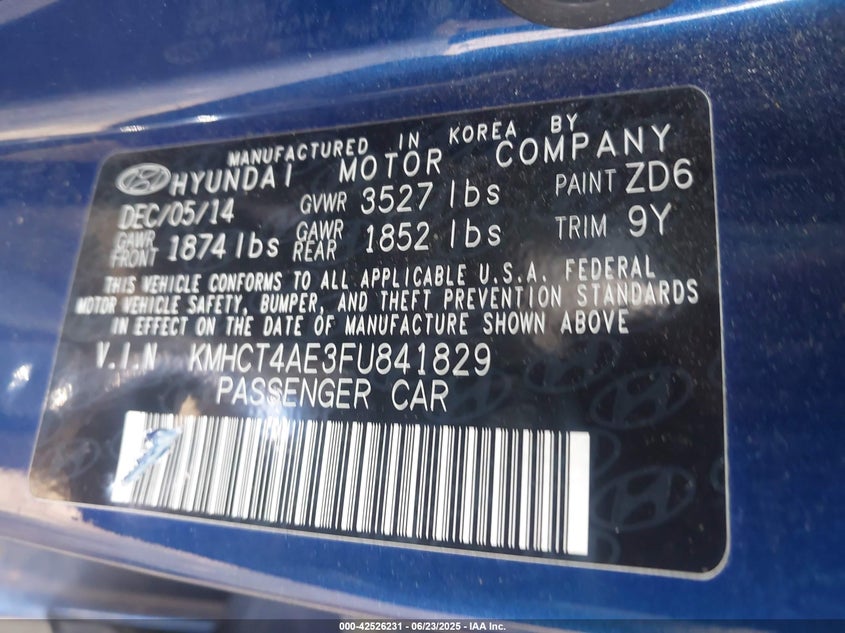 MANUFACTURED IN KOREA BY
HYUNDAI MOTOR COMPANY
DEC/05/14 GVWR 3527 lbs PAINT ZD6
GAWR FRONT 1874 lbs GAWR REAR 1852 lbs TRIM 9Y
THIS VEHICLE CONFORMS TO ALL APPLICABLE U.S.A. FEDERAL
MOTOR VEHICLE SAFETY, BUMPER, AND THEFT PREVENTION STANDARDS
IN EFFECT ON THE DATE OF MANUFACTURE SHOWN ABOVE
V.I.N KMHCT4AE3FU841829
PASSENGER CAR
000-42526231 - 06/23/2025 - IAA Inc.